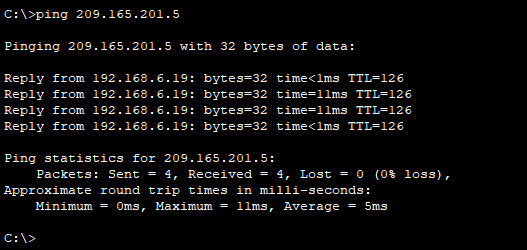 C:\>ping 209.165.201.5
Pinging 209.165.201.5 with 32 bytes of data:
Reply from 192.168.6.19: bytes=32 time<1ms TTL=126
Reply from 192.168.6.19: bytes=32 time=11ms TTL=126
Reply from 192.168.6.19: bytes=32 time=11ms TTL=126
Reply from 192.168.6.19: bytes=32 time<1ms TTL=126
Ping statistics for 209.165.201.5:
Packets: Sent = 4, Received = 4, Lost = 0 (0% loss),
Approximate round trip times in milli-seconds:
Minimum = 0ms, Maximum = 11ms, Average = 5ms
C:\>